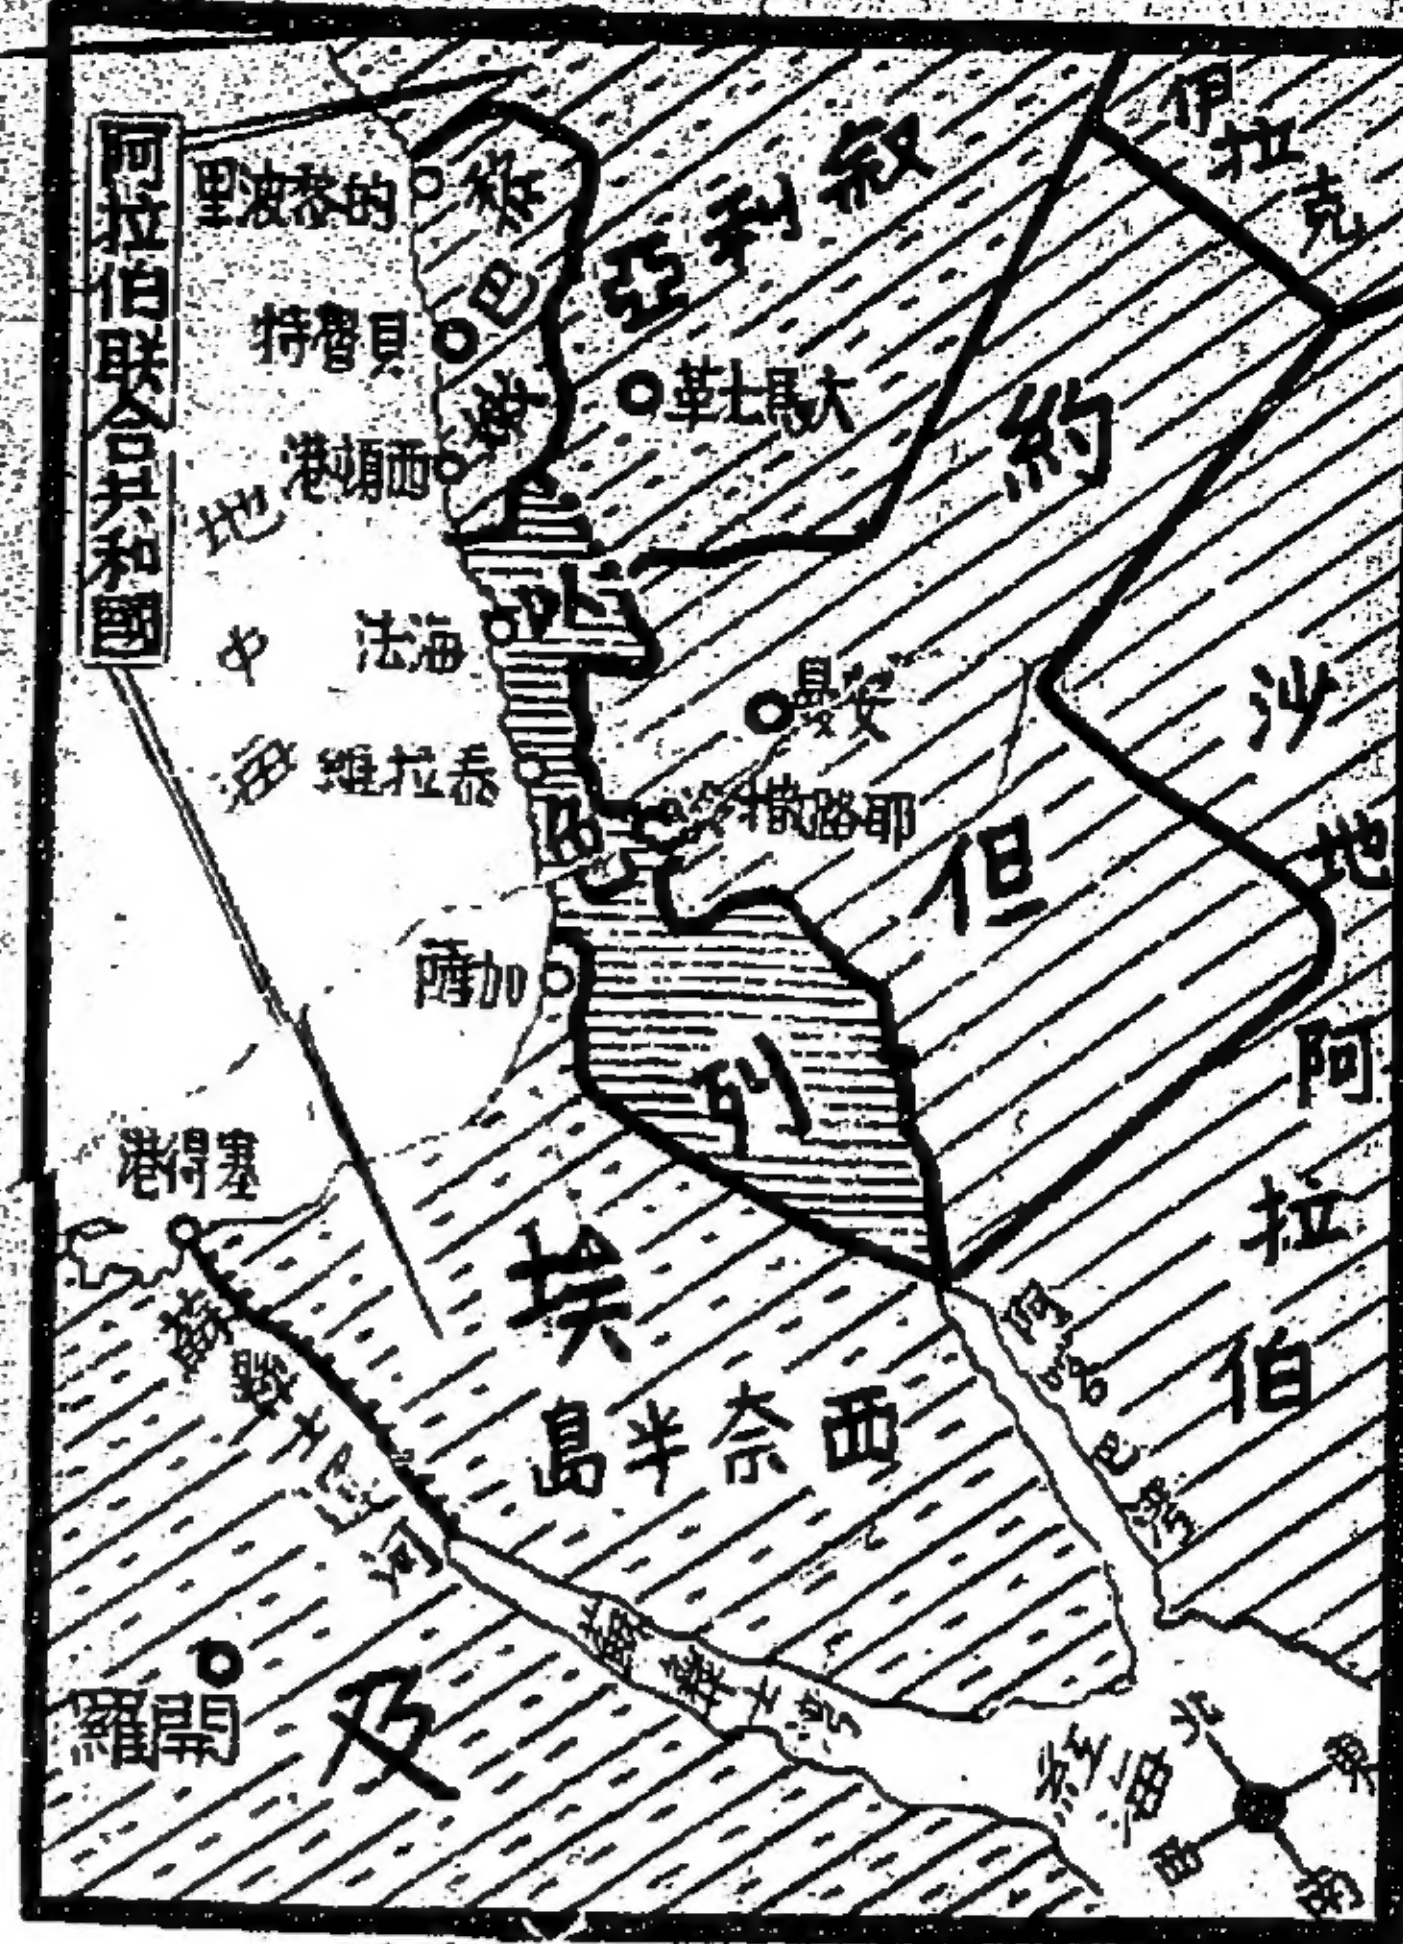 阿拉伯联合共和國
伊拉克
叙利亞
黎巴嫩
的黎波里
貝魯特
西頓港
大馬士革
約但
地中海
海法
以色列
安曼
泰拉維
耶路撒冷
加薩
沙地阿拉伯
塞得港
蘇彝士運河
埃及
西奈半島
阿
巴灣
蘇彝士灣
開羅
紅海
北
東
西
南